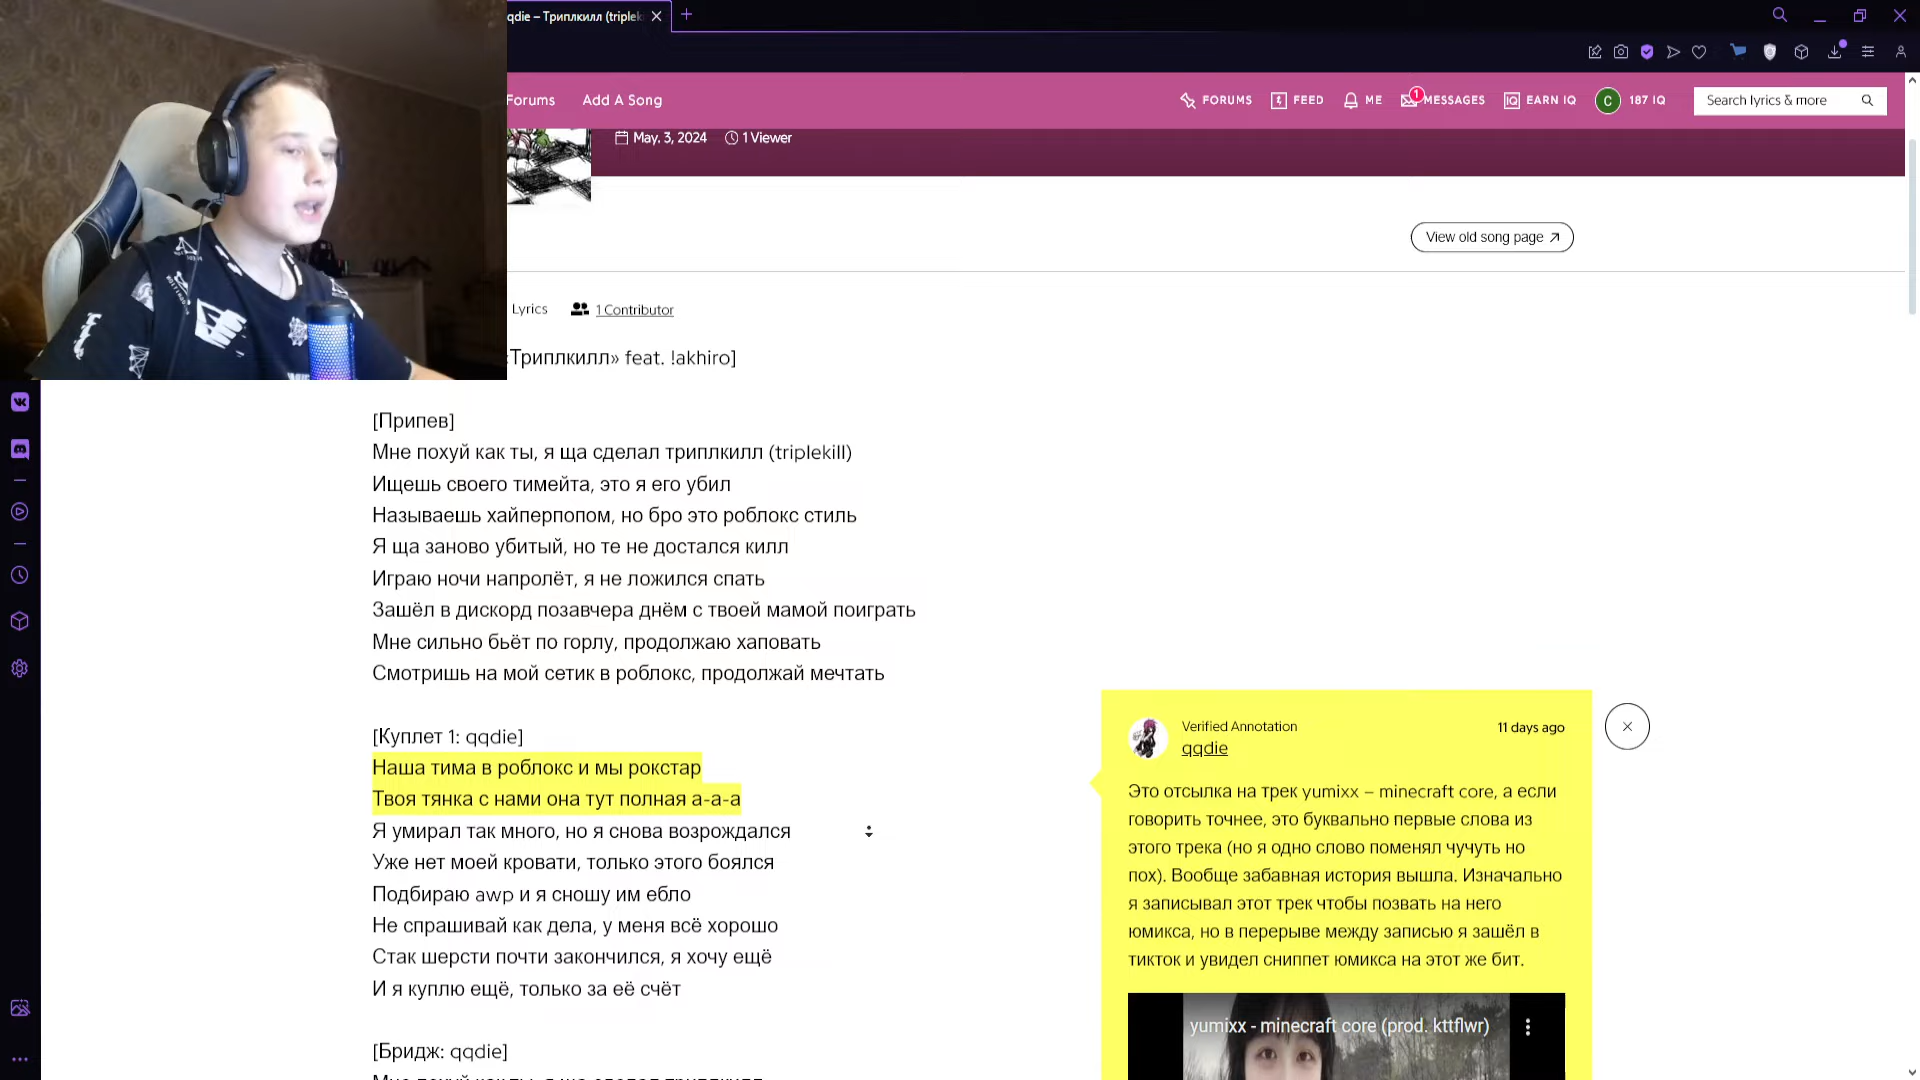 qqdie – Триплкилл (triplek
Forums Add A Song
FORUMS FEED ME 1 MESSAGES IQ EARN IQ C 187 IQ Search lyrics & more
May. 3, 2024 1 Viewer
View old song page
Lyrics 1 Contributor
Триплкилл» feat. !akhiro]
[Припев]
Мне похуй как ты, я ща сделал триплкилл (triplekill)
Ищешь своего тимейта, это я его убил
Называешь хайперпопом, но бро это роблокс стиль
Я ща заново убитый, но те не достался килл
Играю ночи напролёт, я не ложился спать
Зашёл в дискорд позавчера днём с твоей мамой поиграть
Мне сильно бьёт по горлу, продолжаю хаповать
Смотришь на мой сетик в роблокс, продолжай мечтать
[Куплет 1: qqdie]
Наша тима в роблокс и мы рокстар
Твоя тянка с нами она тут полная а-а-а
Я умирал так много, но я снова возрождался
Уже нет моей кровати, только этого боялся
Подбираю awp и я сношу им ебло
Не спрашивай как дела, у меня всё хорошо
Стак шерсти почти закончился, я хочу ещё
И я куплю ещё, только за её счёт
[Бридж: qqdie]
Мне похуй как ты, я ща сделал триплкилл
Verified Annotation 11 days ago
qqdie
Это отсылка на трек yumixx – minecraft core, а если
говорить точнее, это буквально первые слова из
этого трека (но я одно слово поменял чучуть но
пох). Вообще забавная история вышла. Изначально
я записывал этот трек чтобы позвать на него
юмикса, но в перерыве между записью я зашёл в
тикток и увидел сниппет юмикса на этот же бит.
yumixx - minecraft core (prod. kttflwr)